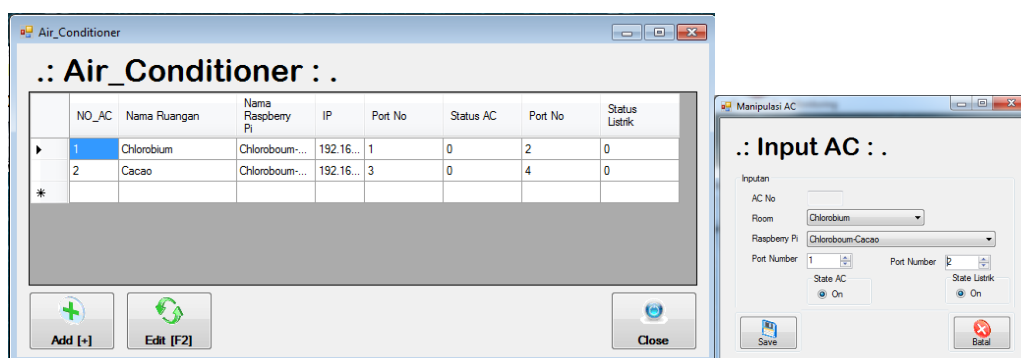 Air_Conditioner
.: Air_Conditioner : .
NO_AC Nama Ruangan Nama Raspberry Pi IP Port No Status AC Port No Status Listrik
1 Chlorobium Chloroboum-... 192.16... 1 0 2 0
2 Cacao Chloroboum-... 192.16... 3 0 4 0
Add [+] Edit [F2] Close
Manipulasi AC
.: Input AC : .
Inputan
AC No
Room Chlorobium
Raspberry Pi Chloroboum-Cacao
Port Number 1 Port Number 2
State AC State Listrik
On On
Save Batal